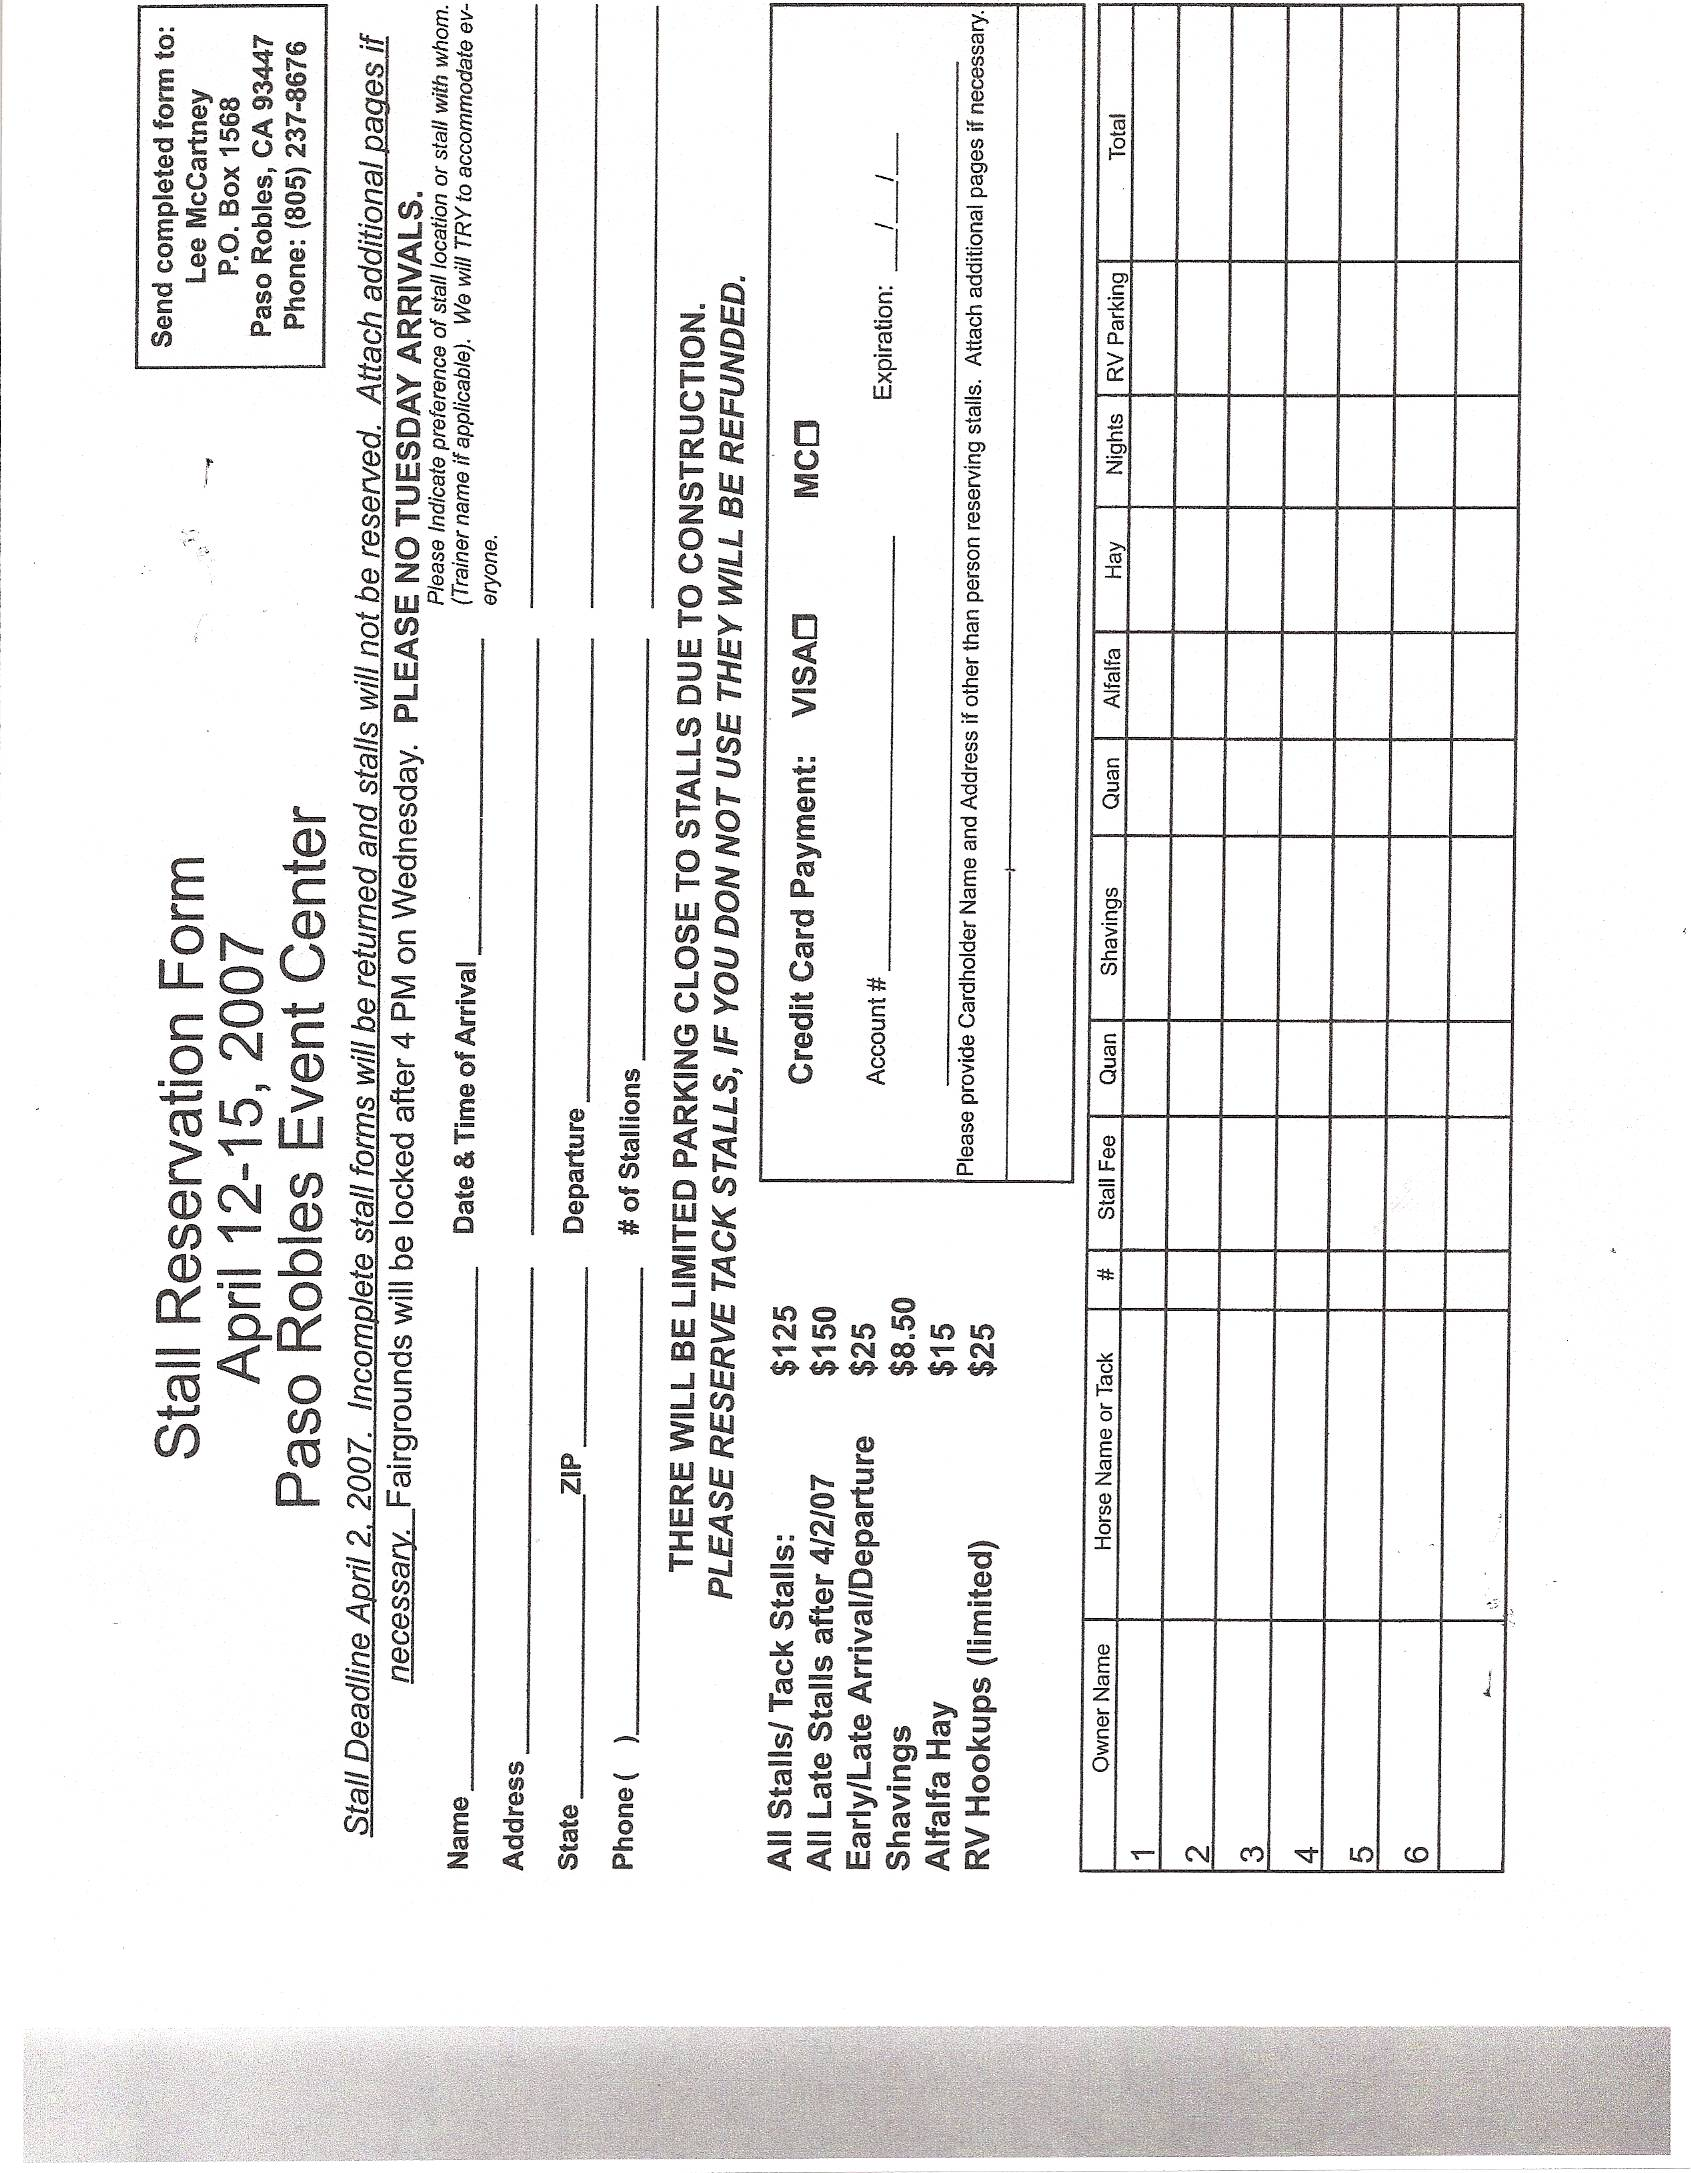 Stall Reservation Form
April 12-15, 2007
Paso Robles Event Center
Send completed form to:
Lee McCartney
P.O. Box 1568
Paso Robles, CA 93447
Phone: (805) 237-8676
Stall Deadline April 2, 2007. Incomplete stall forms will be returned and stalls will not be reserved. Attach additional pages if
necessary. Fairgrounds will be locked after 4 PM on Wednesday. PLEASE NO TUESDAY ARRIVALS.
Name Date & Time of Arrival
Please Indicate preference of stall location or stall with whom.
(Trainer name if applicable). We will TRY to accommodate ev-
eryone.
Address
State ZIP Departure
Phone ( ) # of Stallions
THERE WILL BE LIMITED PARKING CLOSE TO STALLS DUE TO CONSTRUCTION.
PLEASE RESERVE TACK STALLS, IF YOU DON NOT USE THEY WILL BE REFUNDED.
All Stalls/ Tack Stalls: $125
All Late Stalls after 4/2/07 $150
Early/Late Arrival/Departure $25
Shavings $8.50
Alfalfa Hay $15
RV Hookups (limited) $25
Credit Card Payment: VISA MC
Account # Expiration: __/__/__
Please provide Cardholder Name and Address if other than person reserving stalls. Attach additional pages if necessary.
Owner Name Horse Name or Tack # Stall Fee Quan Shavings Quan Alfalfa Hay Nights RV Parking Total
1
2
3
4
5
6